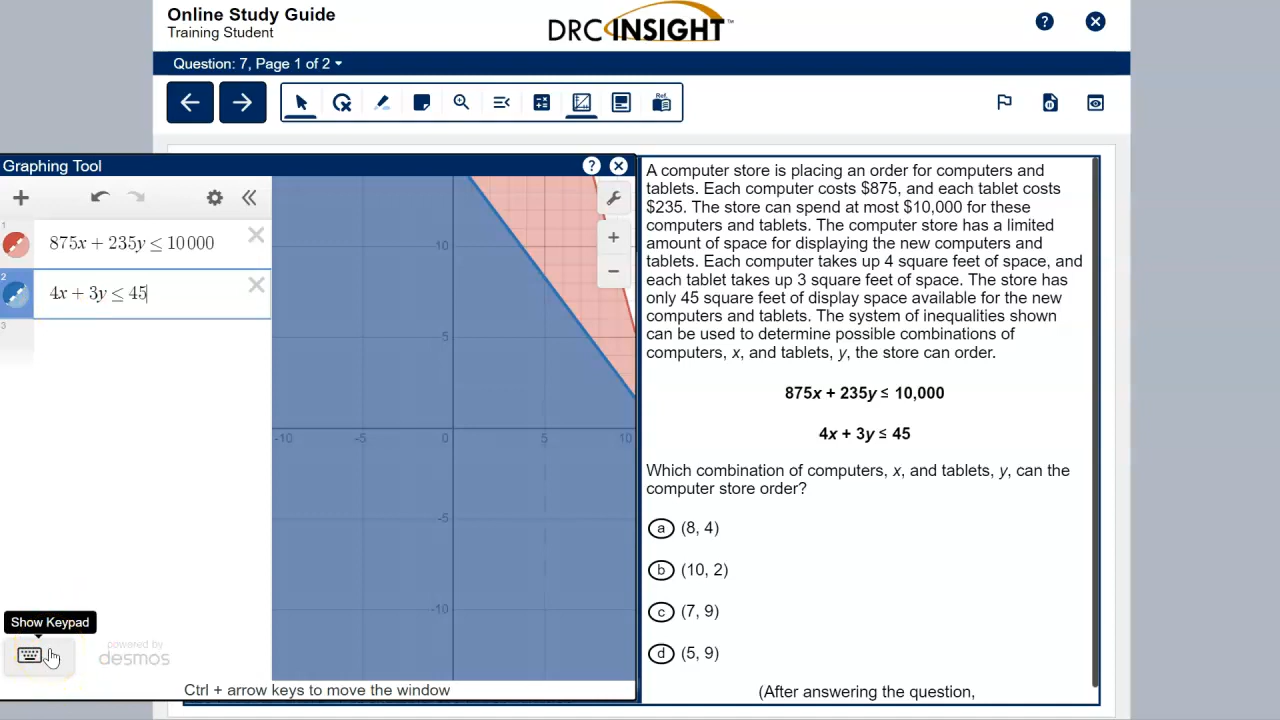 Online Study Guide
Training Student
DRC INSIGHT™
?
Question: 7, Page 1 of 2
Ref.
Graphing Tool
?
1
875x + 235y ≤ 10000
2
4x + 3y ≤ 45
3
10
5
-10
-5
0
5
10
-5
-10
Show Keypad
powered by
desmos
Ctrl + arrow keys to move the window
A computer store is placing an order for computers and
tablets. Each computer costs $875, and each tablet costs
$235. The store can spend at most $10,000 for these
computers and tablets. The computer store has a limited
amount of space for displaying the new computers and
tablets. Each computer takes up 4 square feet of space, and
each tablet takes up 3 square feet of space. The store has
only 45 square feet of display space available for the new
computers and tablets. The system of inequalities shown
can be used to determine possible combinations of
computers, x, and tablets, y, the store can order.
875x + 235y ≤ 10,000
4x + 3y ≤ 45
Which combination of computers, x, and tablets, y, can the
computer store order?
a (8, 4)
b (10, 2)
c (7, 9)
d (5, 9)
(After answering the question,